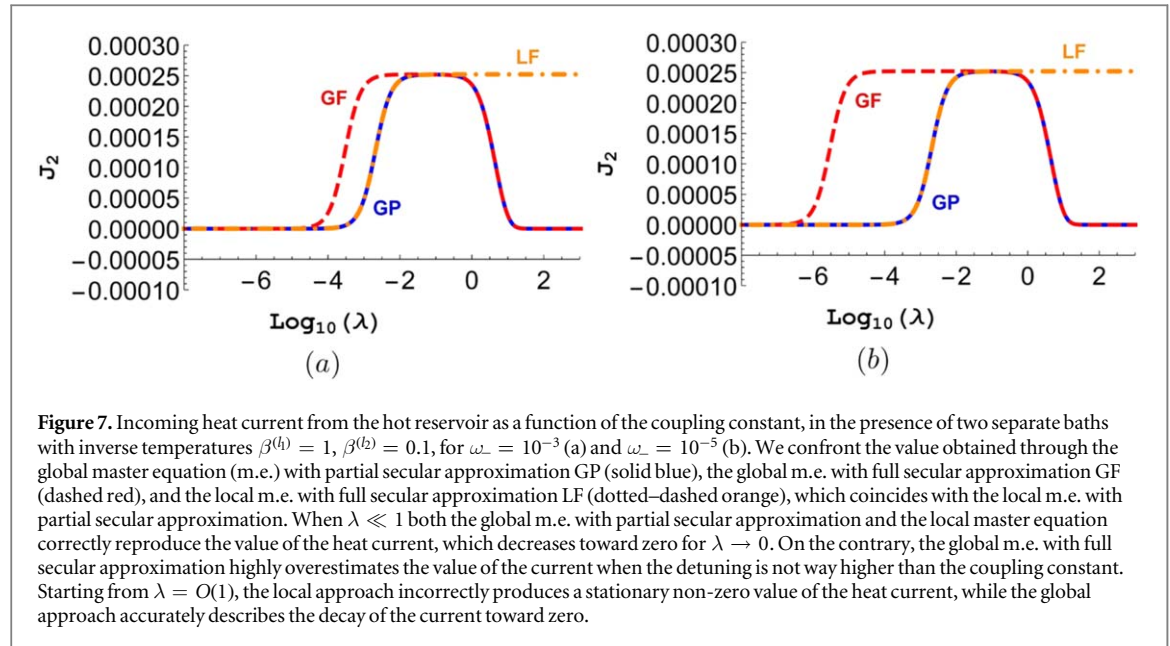 0.00030
0.00025
0.00020
0.00015
0.00010
0.00005
0.00000
−0.00005
−0.00010
J₂
GF
LF
GP
−6 −4 −2 0 2
Log₁₀ (λ)
(a)
0.00030
0.00025
0.00020
0.00015
0.00010
0.00005
0.00000
−0.00005
−0.00010
J₂
LF
GF
GP
−6 −4 −2 0 2
Log₁₀ (λ)
(b)
Figure 7. Incoming heat current from the hot reservoir as a function of the coupling constant, in the presence of two separate baths
with inverse temperatures β^(l₁) = 1, β^(l₂) = 0.1, for ω₋ = 10⁻³ (a) and ω₋ = 10⁻⁵ (b). We confront the value obtained through the
global master equation (m.e.) with partial secular approximation GP (solid blue), the global m.e. with full secular approximation GF
(dashed red), and the local m.e. with full secular approximation LF (dotted–dashed orange), which coincides with the local m.e. with
partial secular approximation. When λ ≪ 1 both the global m.e. with partial secular approximation and the local master equation
correctly reproduce the value of the heat current, which decreases toward zero for λ → 0. On the contrary, the global m.e. with full
secular approximation highly overestimates the value of the current when the detuning is not way higher than the coupling constant.
Starting from λ = O(1), the local approach incorrectly produces a stationary non-zero value of the heat current, while the global
approach accurately describes the decay of the current toward zero.